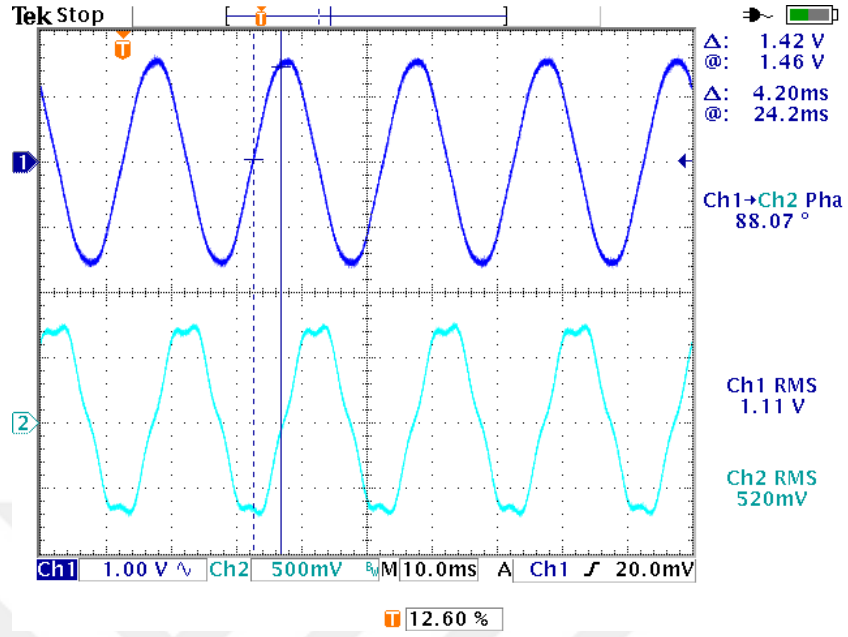 Tek Stop
T
T
Δ: 1.42 V
@: 1.46 V
Δ: 4.20ms
@: 24.2ms
1
Ch1→Ch2 Pha
88.07 °
Ch1 RMS
1.11 V
2
Ch2 RMS
520mV
Ch1 1.00 V ∿ Ch2 500mV BW M 10.0ms A Ch1 ƒ 20.0mV
T 12.60 %